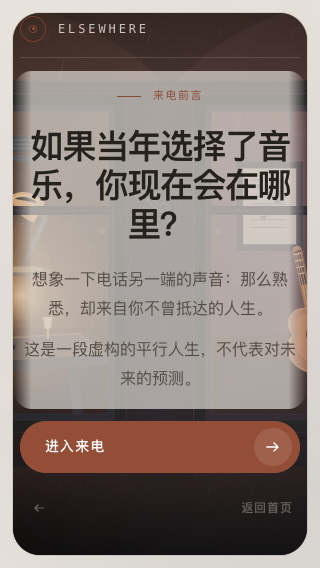 ELSEWHERE
来电前言
如果当年选择了音
乐，你现在会在哪
里？
想象一下电话另一端的声音：那么熟
悉，却来自你不曾抵达的人生。
这是一段虚构的平行人生，不代表对未
来的预测。
进入来电 →
← 返回首页